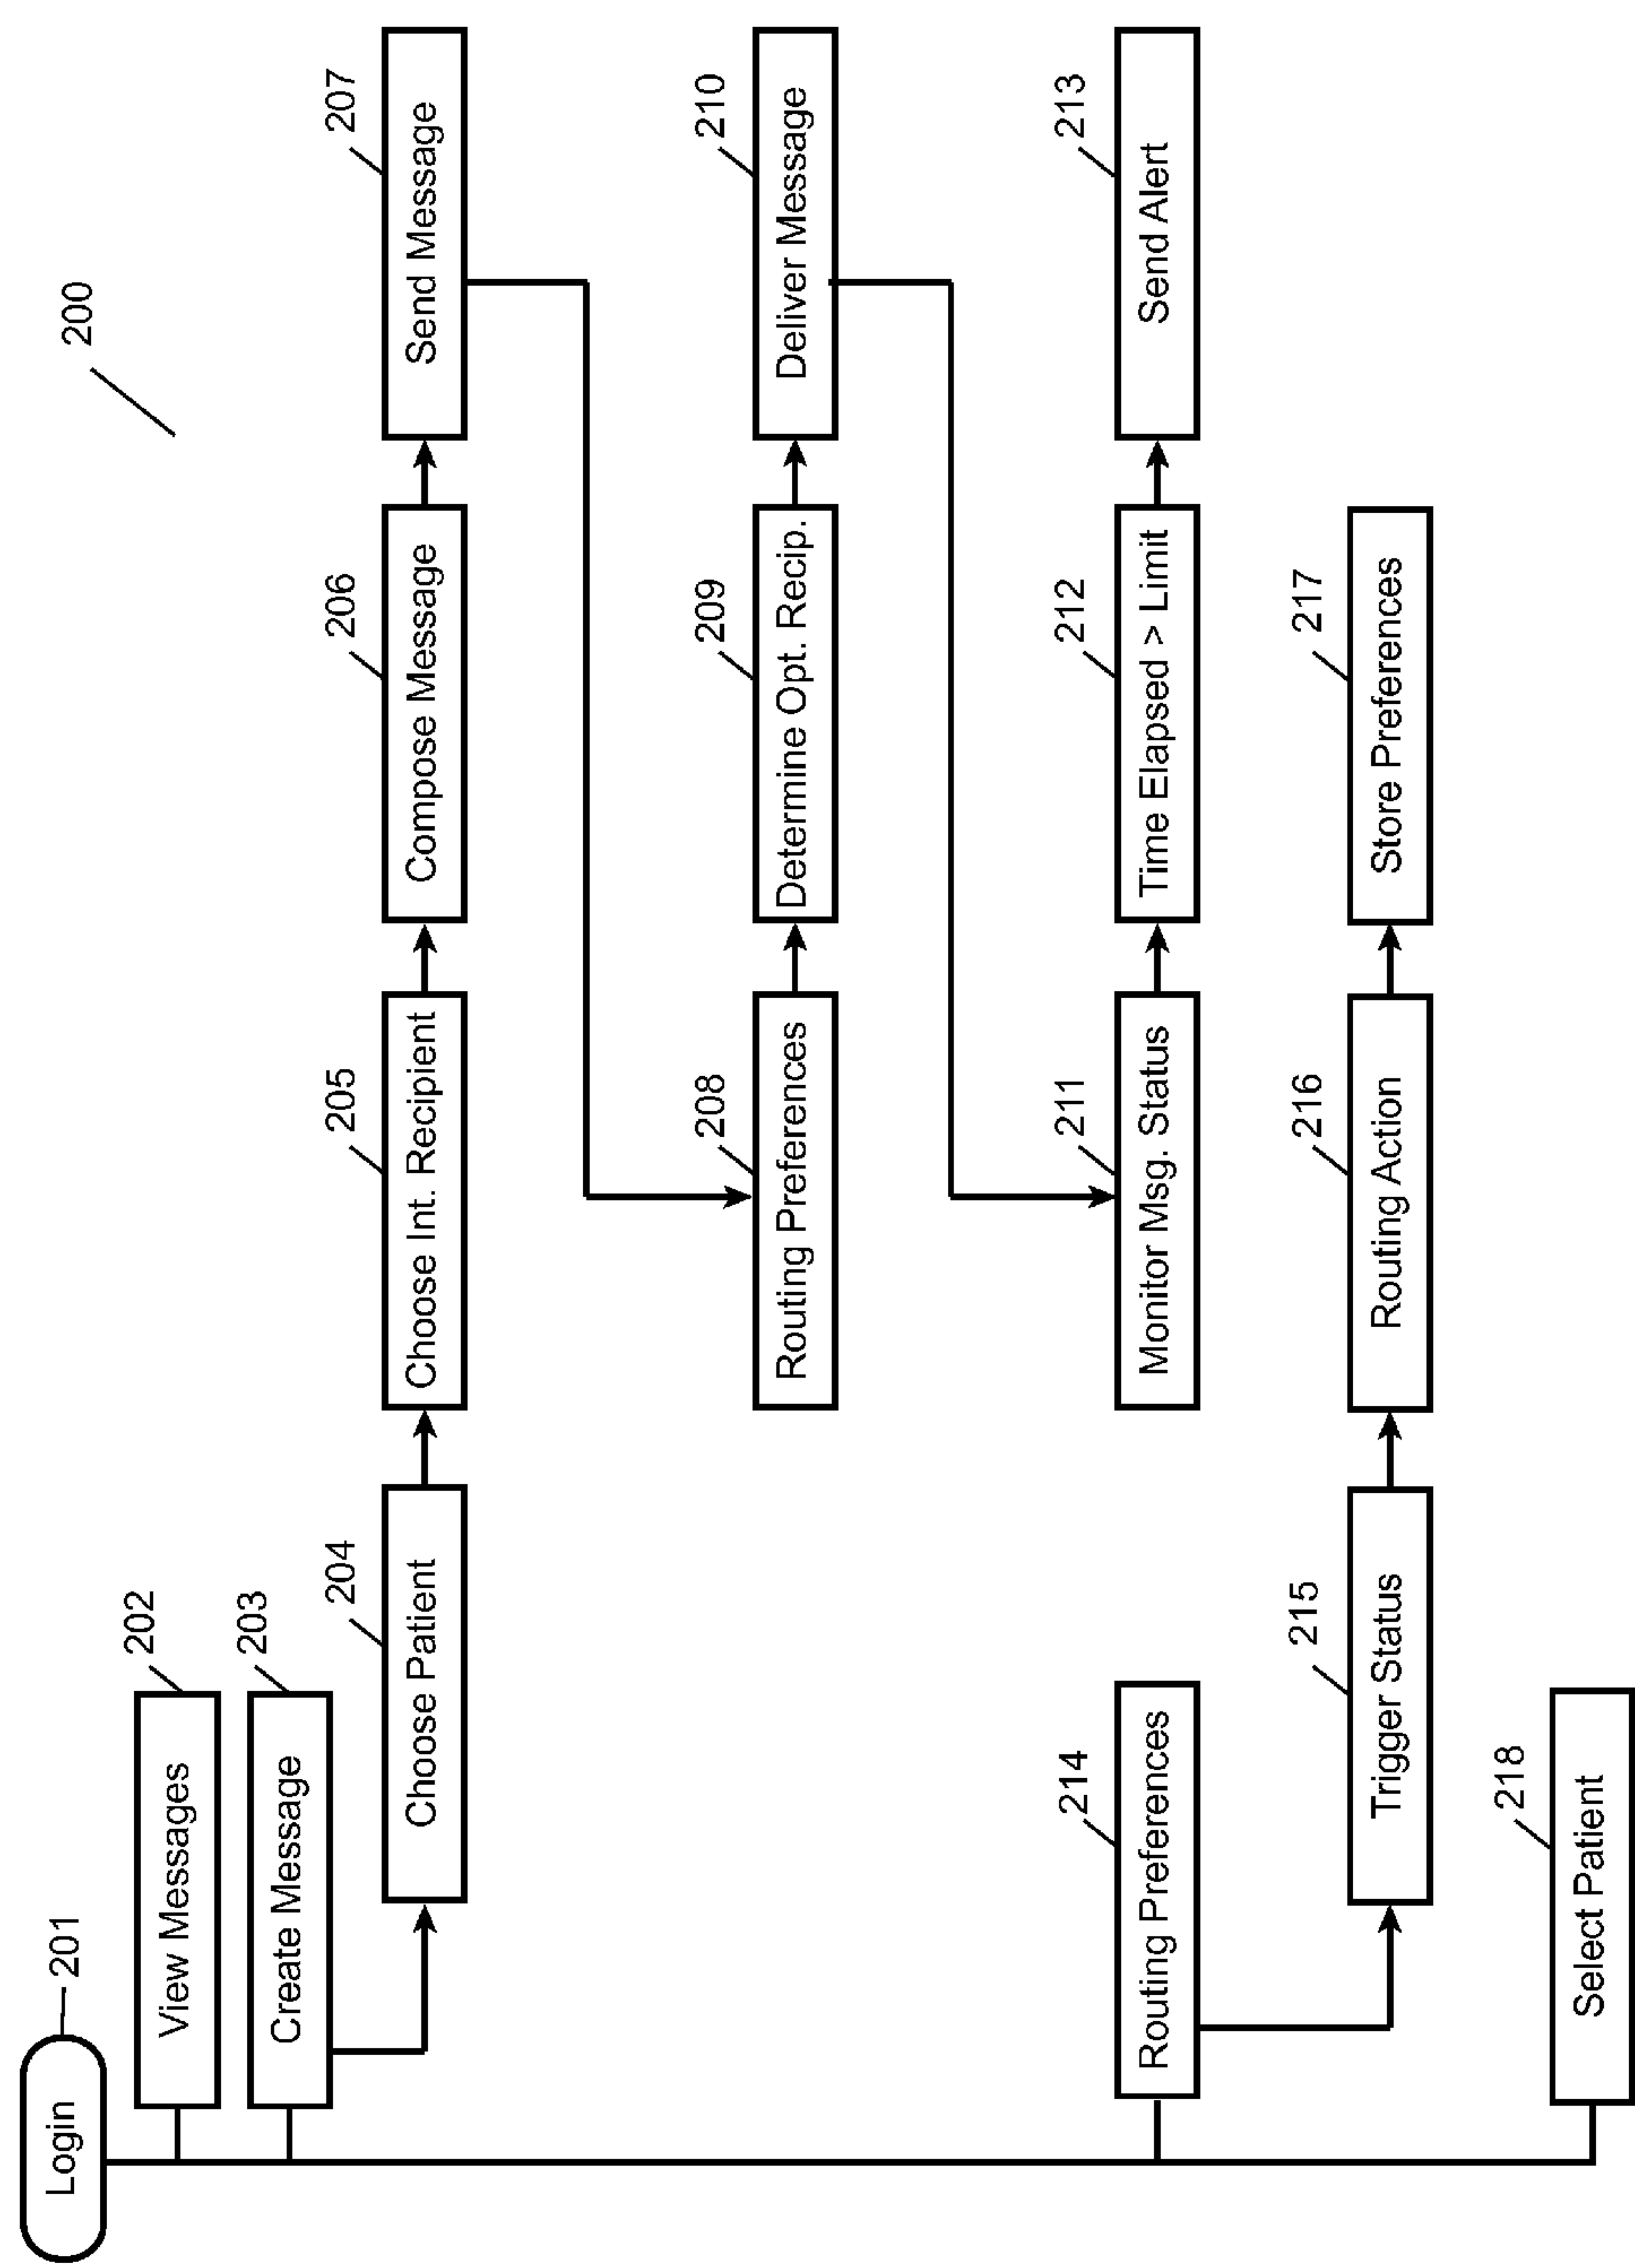 200
Login
201
View Messages
202
Create Message
203
Choose Patient
204
Choose Int. Recipient
205
Compose Message
206
Send Message
207
Routing Preferences
208
Determine Opt. Recip.
209
Deliver Message
210
Monitor Msg. Status
211
Time Elapsed > Limit
212
Send Alert
213
Routing Preferences
214
Trigger Status
215
Routing Action
216
Store Preferences
217
Select Patient
218